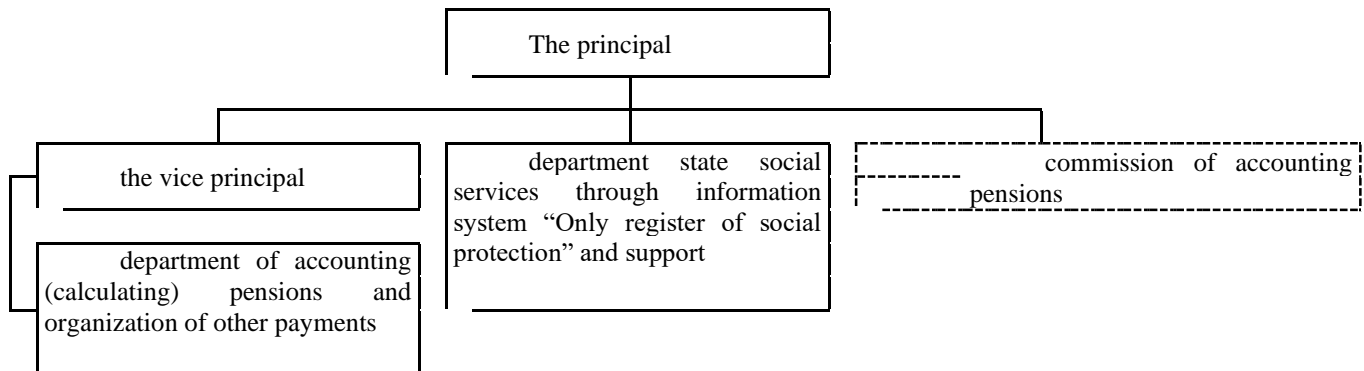 The principal
the vice principal
department state social
services through information
system “Only register of social
protection” and support
commission of accounting
pensions
department of accounting
(calculating) pensions and
organization of other payments